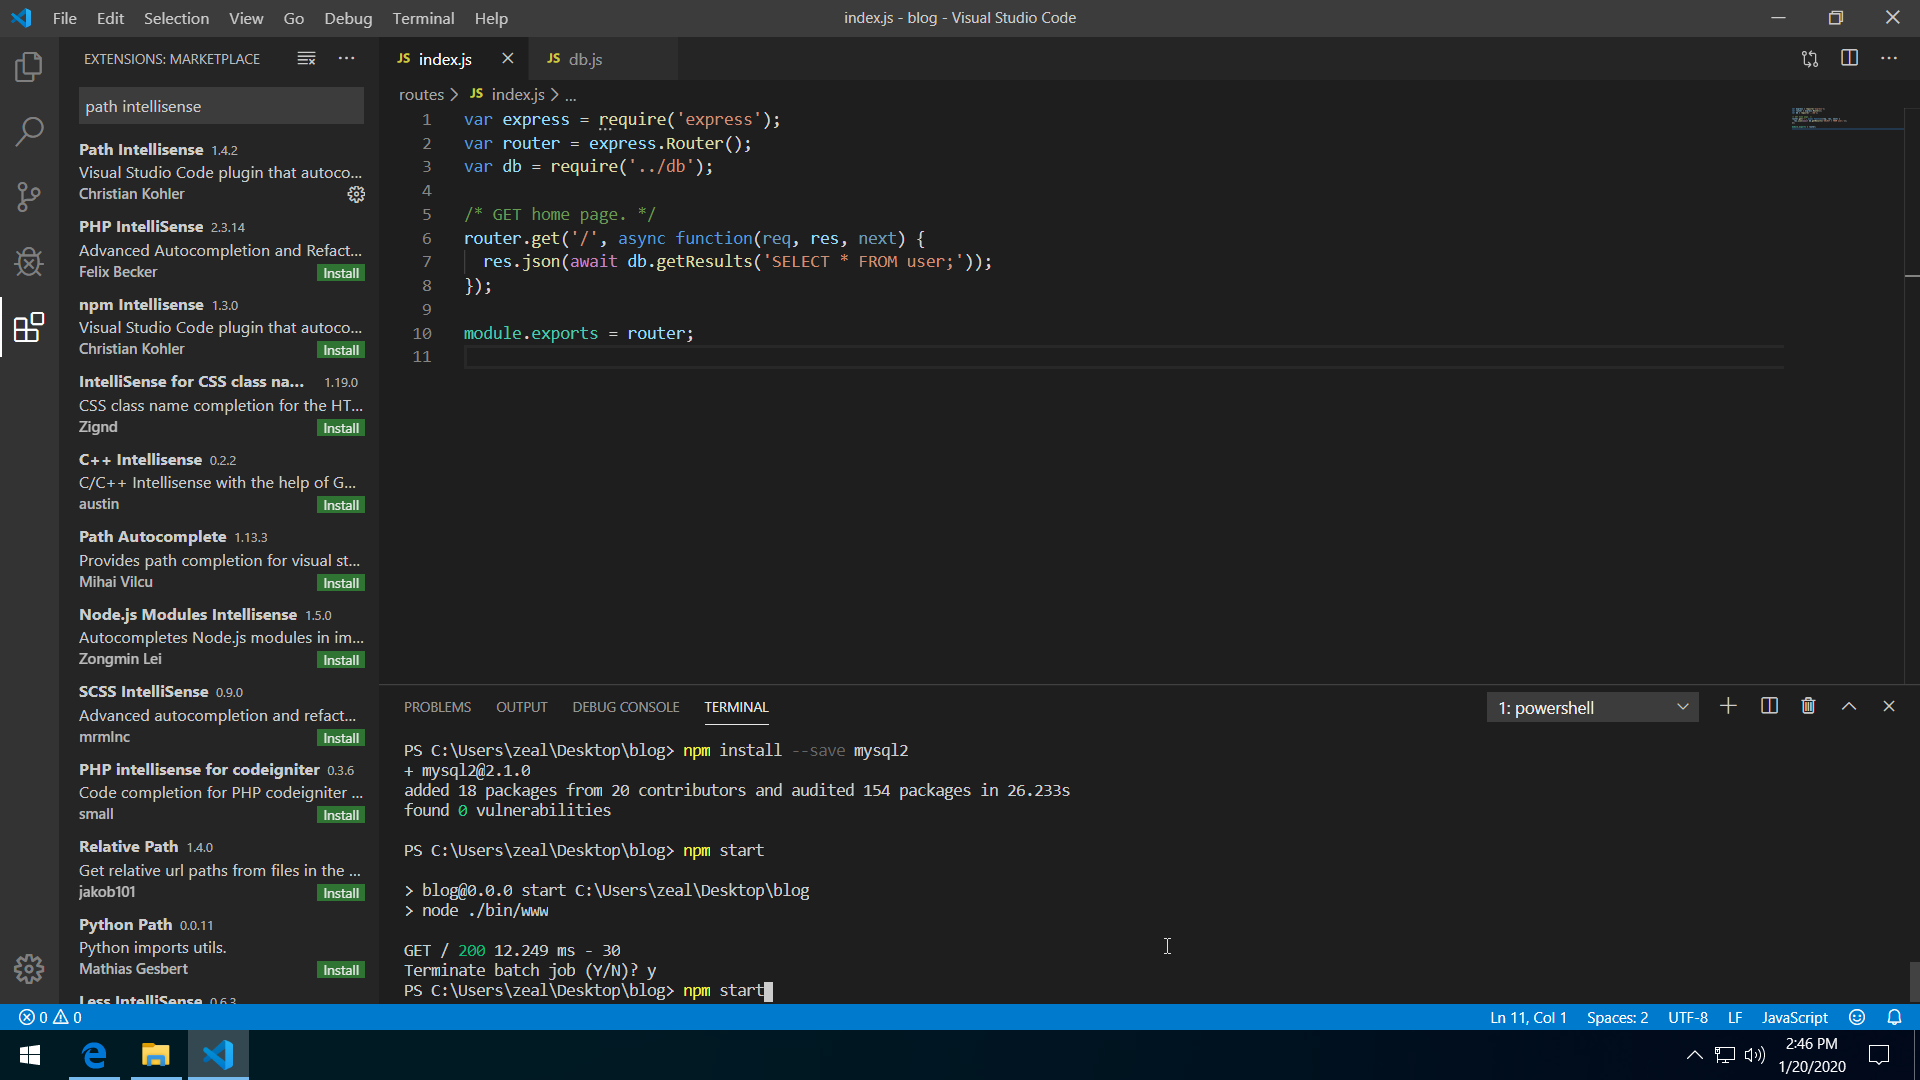 File Edit Selection View Go Debug Terminal Help
index.js - blog - Visual Studio Code
EXTENSIONS: MARKETPLACE
path intellisense
Path Intellisense 1.4.2
Visual Studio Code plugin that autoco...
Christian Kohler
PHP IntelliSense 2.3.14
Advanced Autocompletion and Refact...
Felix Becker Install
npm Intellisense 1.3.0
Visual Studio Code plugin that autoco...
Christian Kohler Install
IntelliSense for CSS class na... 1.19.0
CSS class name completion for the HT...
Zignd Install
C++ Intellisense 0.2.2
C/C++ Intellisense with the help of G...
austin Install
Path Autocomplete 1.13.3
Provides path completion for visual st...
Mihai Vilcu Install
Node.js Modules Intellisense 1.5.0
Autocompletes Node.js modules in im...
Zongmin Lei Install
SCSS IntelliSense 0.9.0
Advanced autocompletion and refact...
mrmlnc Install
PHP intellisense for codeigniter 0.3.6
Code completion for PHP codeigniter ...
small Install
Relative Path 1.4.0
Get relative url paths from files in the ...
jakob101 Install
Python Path 0.0.11
Python imports utils.
Mathias Gesbert Install
Less IntelliSense 0.6.3
JS index.js
JS db.js
routes > JS index.js > ...
1 var express = require('express');
2 var router = express.Router();
3 var db = require('../db');
4
5 /* GET home page. */
6 router.get('/', async function(req, res, next) {
7 res.json(await db.getResults('SELECT * FROM user;'));
8 });
9
10 module.exports = router;
11
PROBLEMS OUTPUT DEBUG CONSOLE TERMINAL
1: powershell
PS C:\Users\zeal\Desktop\blog> npm install --save mysql2
+ mysql2@2.1.0
added 18 packages from 20 contributors and audited 154 packages in 26.233s
found 0 vulnerabilities
PS C:\Users\zeal\Desktop\blog> npm start
> blog@0.0.0 start C:\Users\zeal\Desktop\blog
> node ./bin/www
GET / 200 12.249 ms - 30
Terminate batch job (Y/N)? y
PS C:\Users\zeal\Desktop\blog> npm start
0 0
Ln 11, Col 1 Spaces: 2 UTF-8 LF JavaScript
2:46 PM
1/20/2020